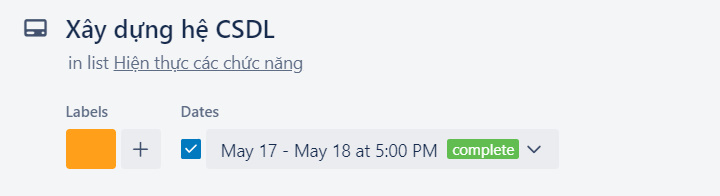 Xây dựng hệ CSDL
in list Hiện thực các chức năng
Labels Dates
May 17 - May 18 at 5:00 PM complete